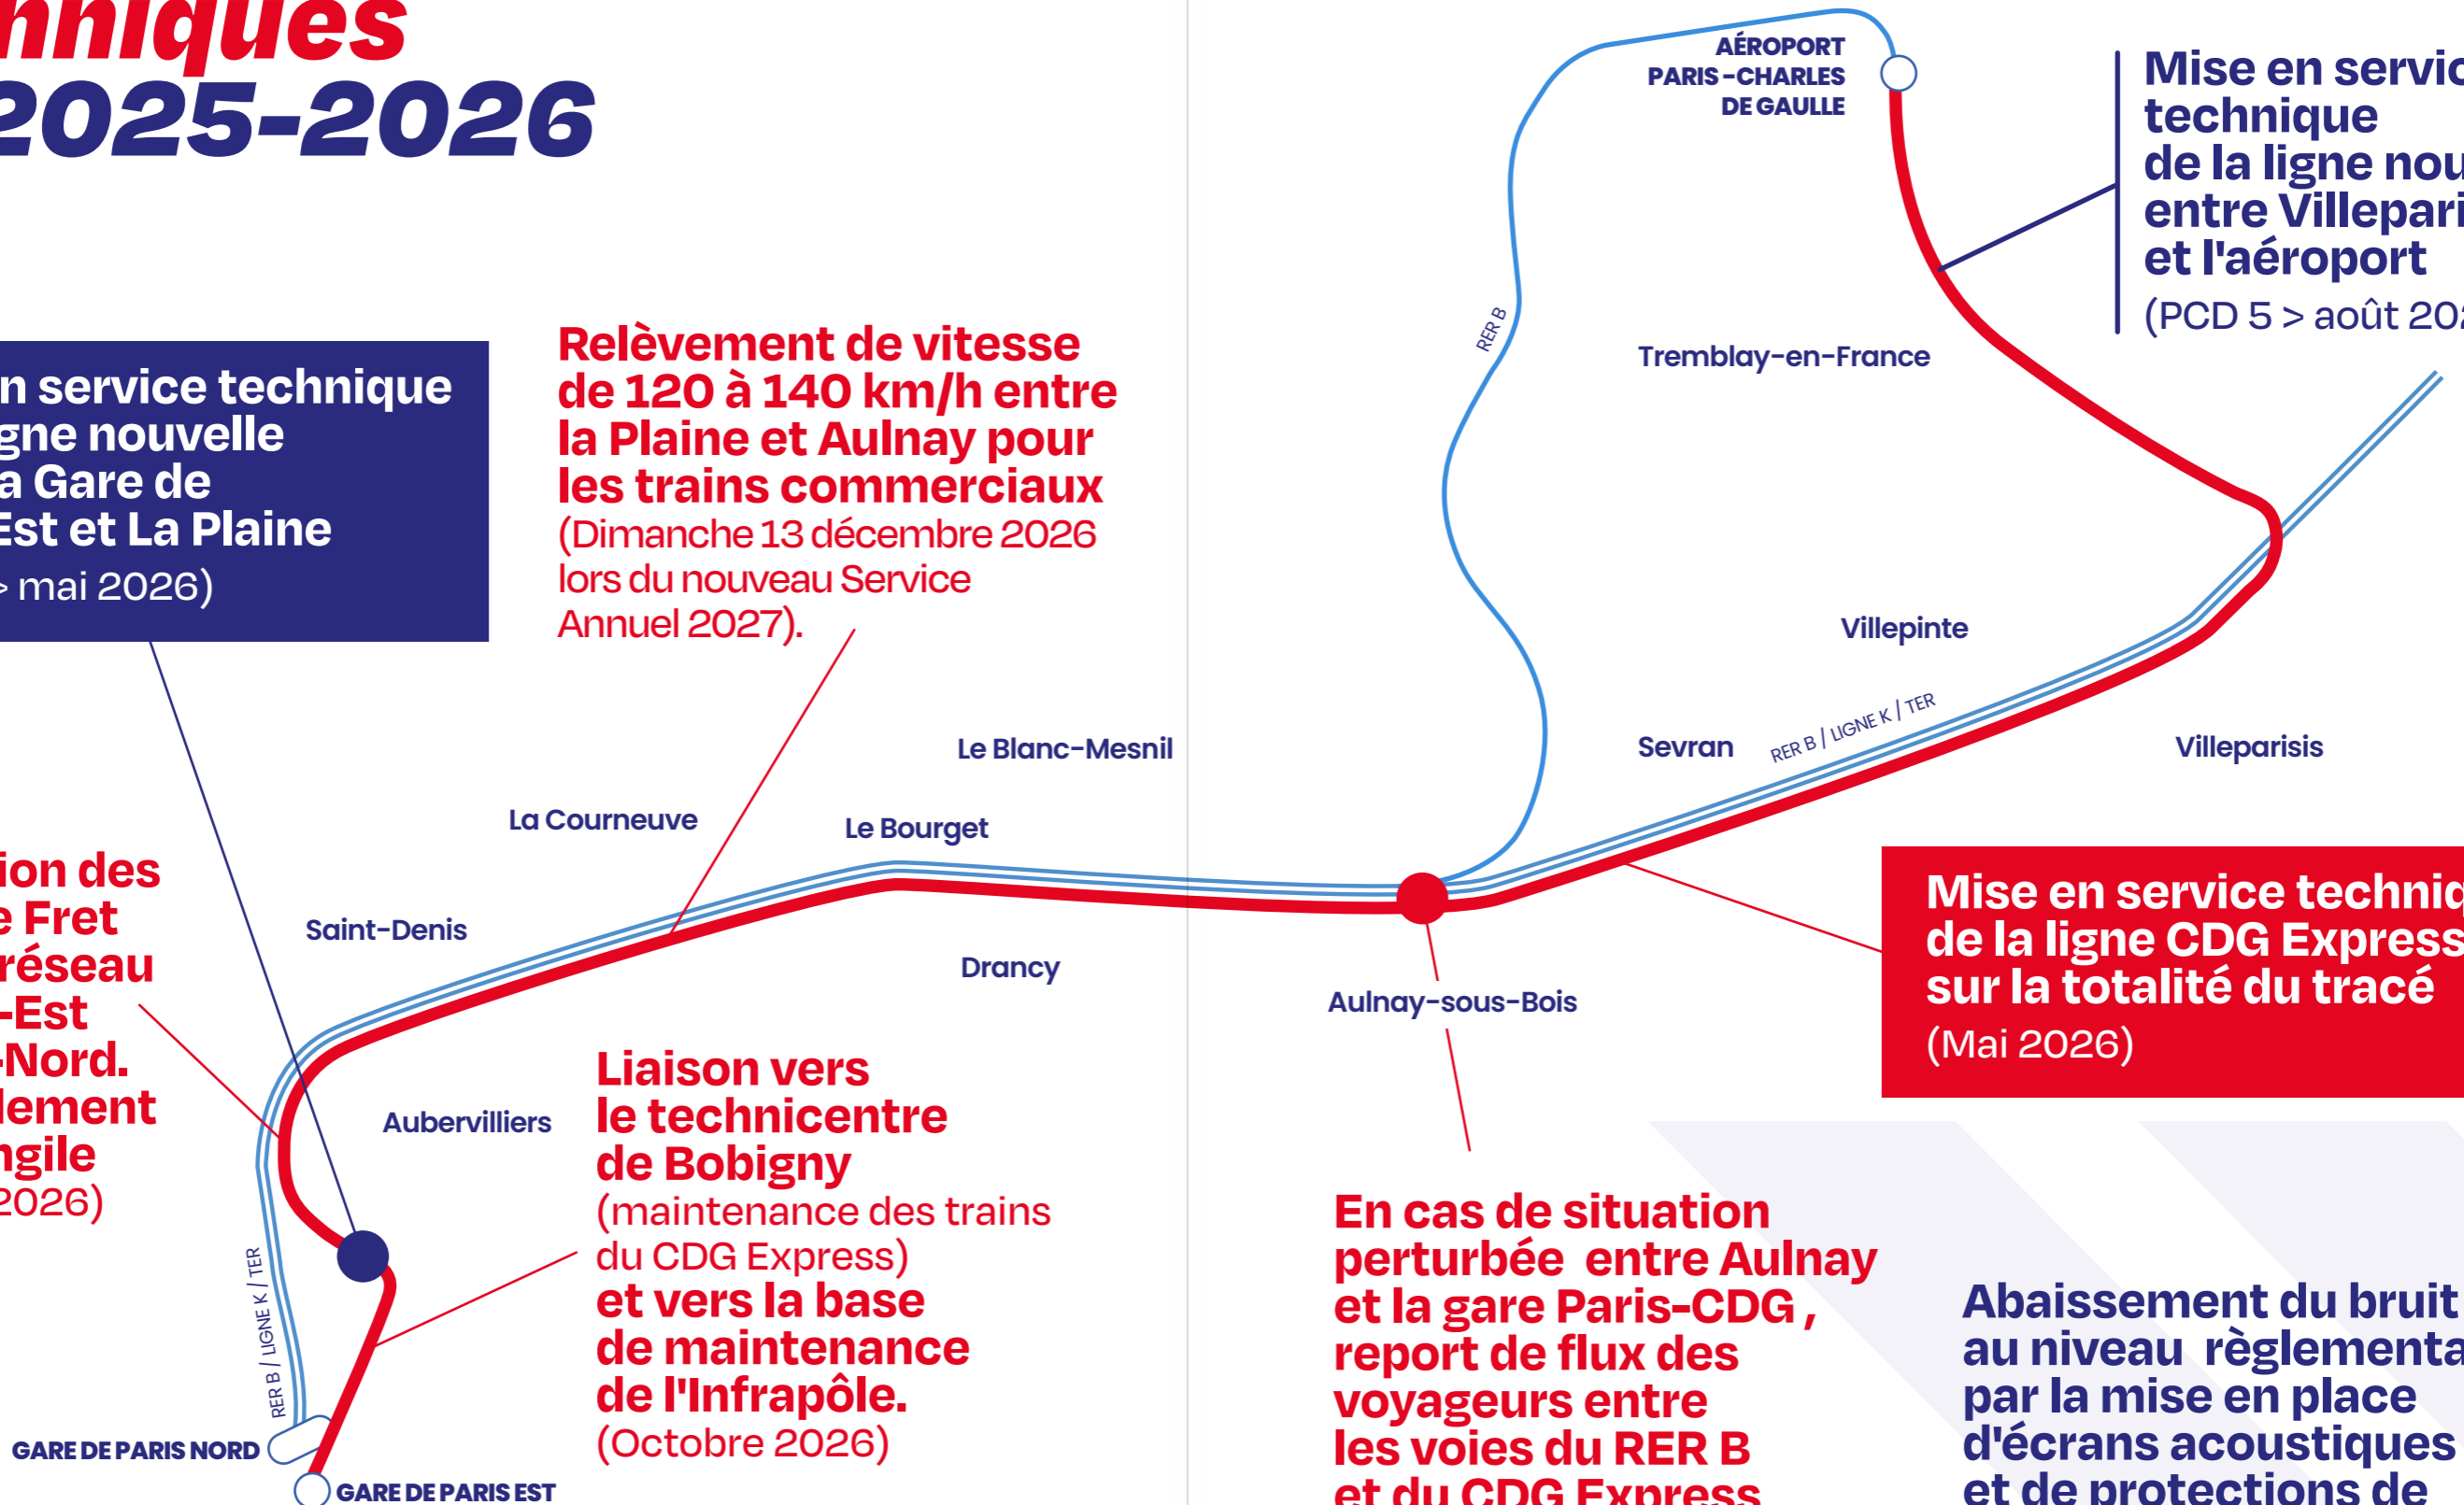 nniques
2025-2026
AÉROPORT
PARIS-CHARLES
DE GAULLE
Mise en servic
technique
de la ligne nou
entre Villepari
et l'aéroport
(PCD 5 > août 202
RER B
Tremblay-en-France
n service technique
gne nouvelle
a Gare de
Est et La Plaine
> mai 2026)
Relèvement de vitesse
de 120 à 140 km/h entre
la Plaine et Aulnay pour
les trains commerciaux
(Dimanche 13 décembre 2026
lors du nouveau Service
Annuel 2027).
Villepinte
RER B / LIGNE K / TER
Sevran
Villeparisis
Le Blanc-Mesnil
La Courneuve
Le Bourget
Saint-Denis
Drancy
Aulnay-sous-Bois
Mise en service techniq
de la ligne CDG Express
sur la totalité du tracé
(Mai 2026)
ion des
e Fret
réseau
-Est
-Nord.
lement
ngile
2026)
Aubervilliers
Liaison vers
le technicentre
de Bobigny
(maintenance des trains
du CDG Express)
et vers la base
de maintenance
de l'Infrapôle.
(Octobre 2026)
En cas de situation
perturbée entre Aulnay
et la gare Paris-CDG ,
report de flux des
voyageurs entre
les voies du RER B
et du CDG Express
Abaissement du bruit
au niveau règlementa
par la mise en place
d'écrans acoustiques
et de protections de
RER B / LIGNE K / TER
GARE DE PARIS NORD
GARE DE PARIS EST